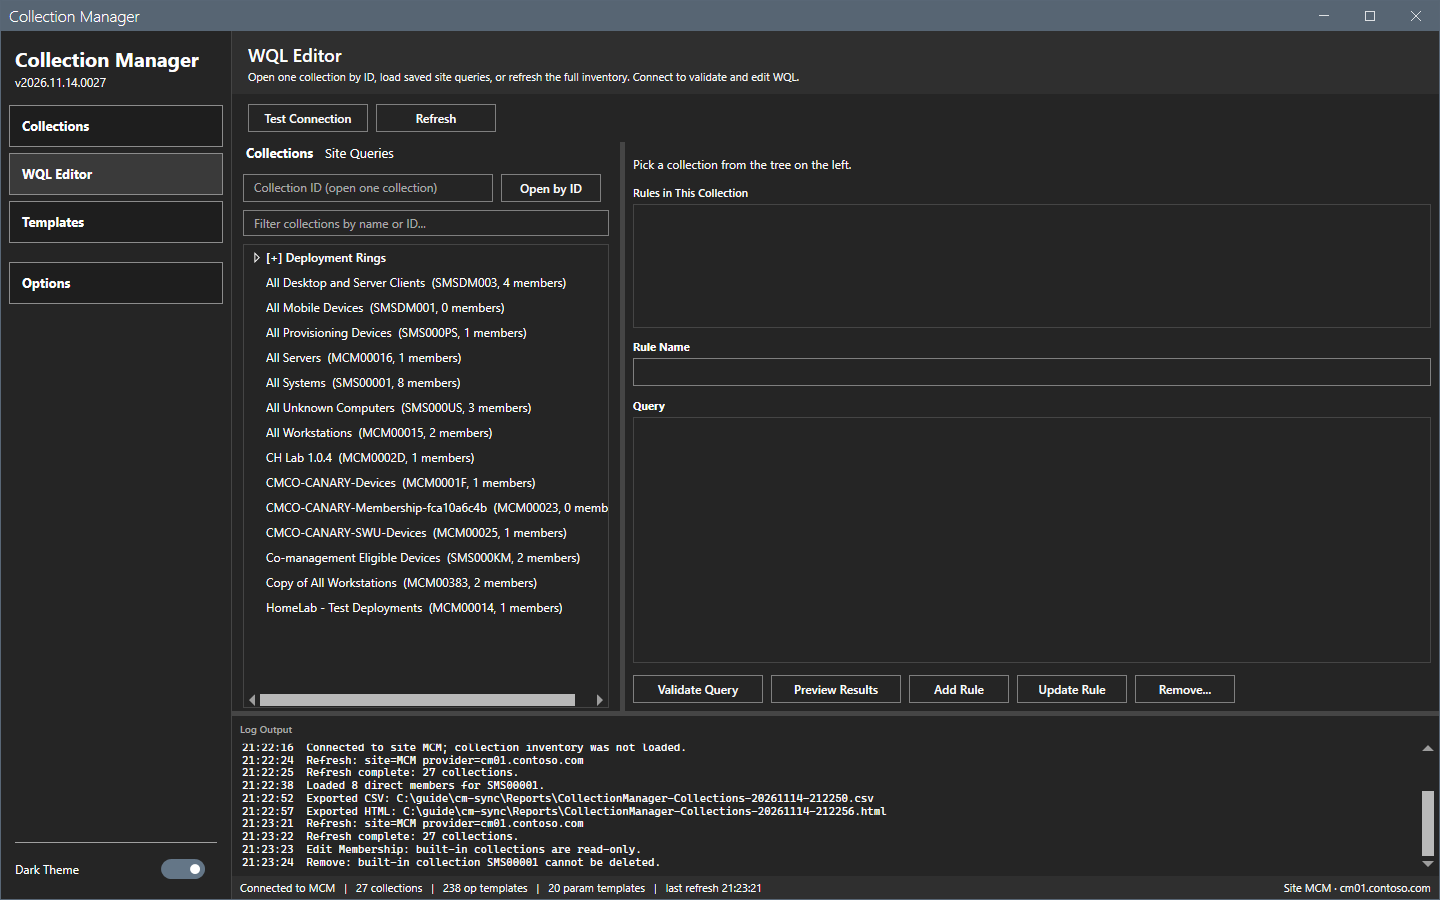 Collection Manager
Collection Manager
v2026.11.14.0027
Collections
WQL Editor
Templates
Options
Dark Theme
WQL Editor
Open one collection by ID, load saved site queries, or refresh the full inventory. Connect to validate and edit WQL.
Test Connection
Refresh
Collections Site Queries
Collection ID (open one collection)
Open by ID
Filter collections by name or ID...
[+] Deployment Rings
All Desktop and Server Clients (SMSDM003, 4 members)
All Mobile Devices (SMSDM001, 0 members)
All Provisioning Devices (SMS000PS, 1 members)
All Servers (MCM00016, 1 members)
All Systems (SMS00001, 8 members)
All Unknown Computers (SMS000US, 3 members)
All Workstations (MCM00015, 2 members)
CH Lab 1.0.4 (MCM0002D, 1 members)
CMCO-CANARY-Devices (MCM0001F, 1 members)
CMCO-CANARY-Membership-fca10a6c4b (MCM00023, 0 memb
CMCO-CANARY-SWU-Devices (MCM00025, 1 members)
Co-management Eligible Devices (SMS000KM, 2 members)
Copy of All Workstations (MCM00383, 2 members)
HomeLab - Test Deployments (MCM00014, 1 members)
Pick a collection from the tree on the left.
Rules in This Collection
Rule Name
Query
Validate Query
Preview Results
Add Rule
Update Rule
Remove...
Log Output
21:22:16 Connected to site MCM; collection inventory was not loaded.
21:22:24 Refresh: site=MCM provider=cm01.contoso.com
21:22:25 Refresh complete: 27 collections.
21:22:38 Loaded 8 direct members for SMS00001.
21:22:52 Exported CSV: C:\guide\cm-sync\Reports\CollectionManager-Collections-20261114-212250.csv
21:22:57 Exported HTML: C:\guide\cm-sync\Reports\CollectionManager-Collections-20261114-212256.html
21:23:21 Refresh: site=MCM provider=cm01.contoso.com
21:23:22 Refresh complete: 27 collections.
21:23:23 Edit Membership: built-in collections are read-only.
21:23:24 Remove: built-in collection SMS00001 cannot be deleted.
Connected to MCM | 27 collections | 238 op templates | 20 param templates | last refresh 21:23:21
Site MCM · cm01.contoso.com